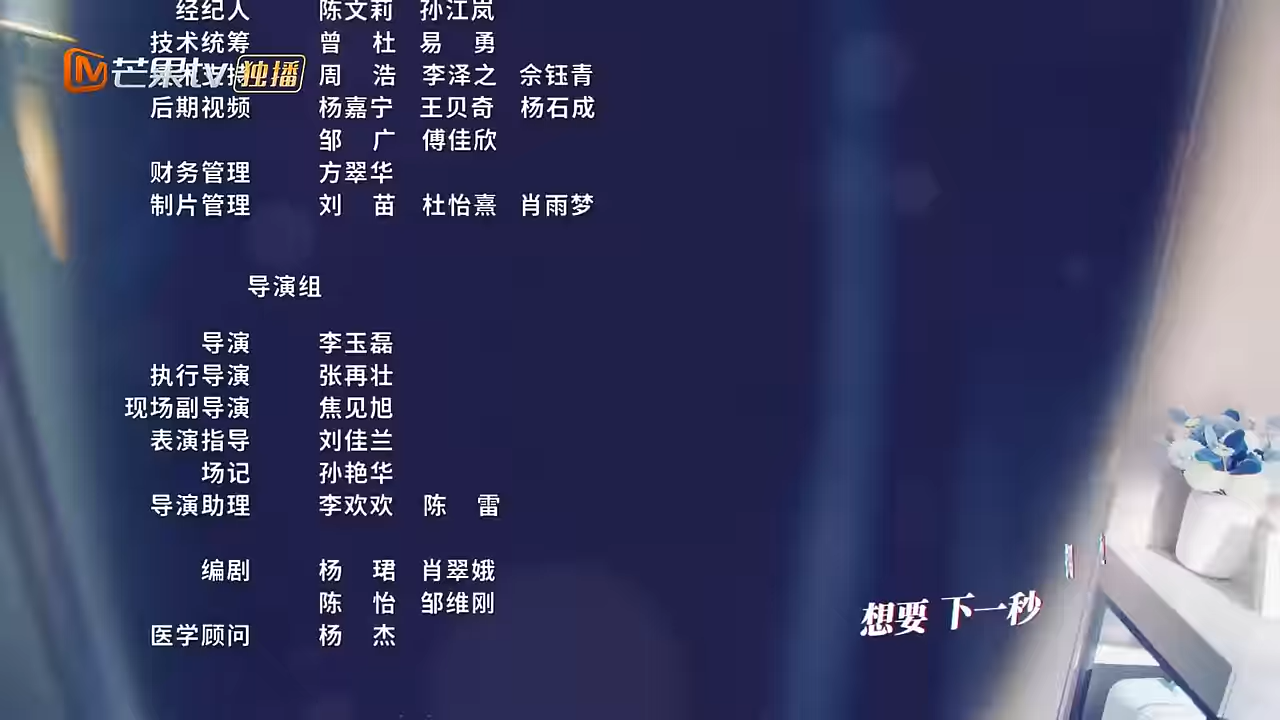 经纪人 陈文莉 孙江岚
技术统筹 曾 杜 易 勇
芒果tv 独播
持 周 浩 李泽之 佘钰青
后期视频 杨嘉宁 王贝奇 杨石成
邹 广 傅佳欣
财务管理 方翠华
制片管理 刘 苗 杜怡熹 肖雨梦
导演组
导演 李玉磊
执行导演 张再壮
现场副导演 焦见旭
表演指导 刘佳兰
场记 孙艳华
导演助理 李欢欢 陈 雷
编剧 杨 珺 肖翠娥
陈 怡 邹维刚
医学顾问 杨 杰
想要 下一秒